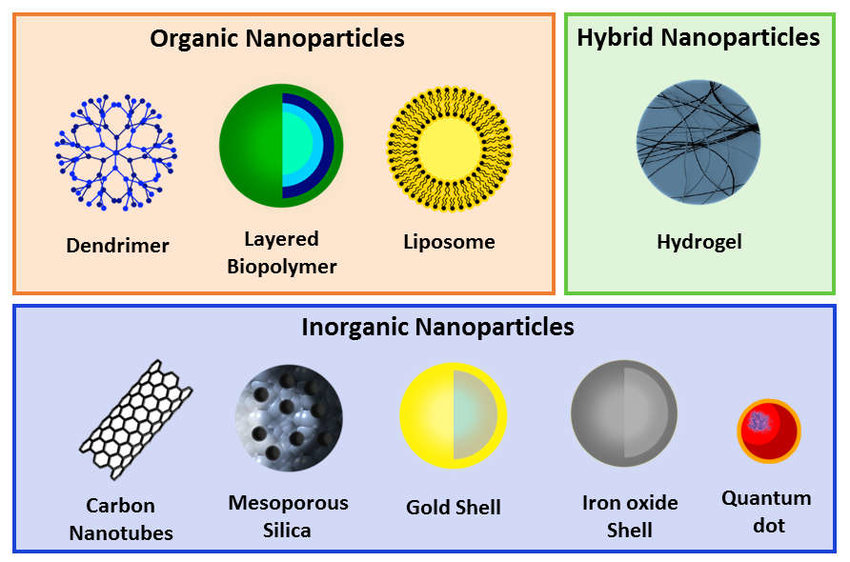 Organic Nanoparticles
Dendrimer
Layered
Biopolymer
Liposome
Hybrid Nanoparticles
Hydrogel
Inorganic Nanoparticles
Carbon
Nanotubes
Mesoporous
Silica
Gold Shell
Iron oxide
Shell
Quantum
dot